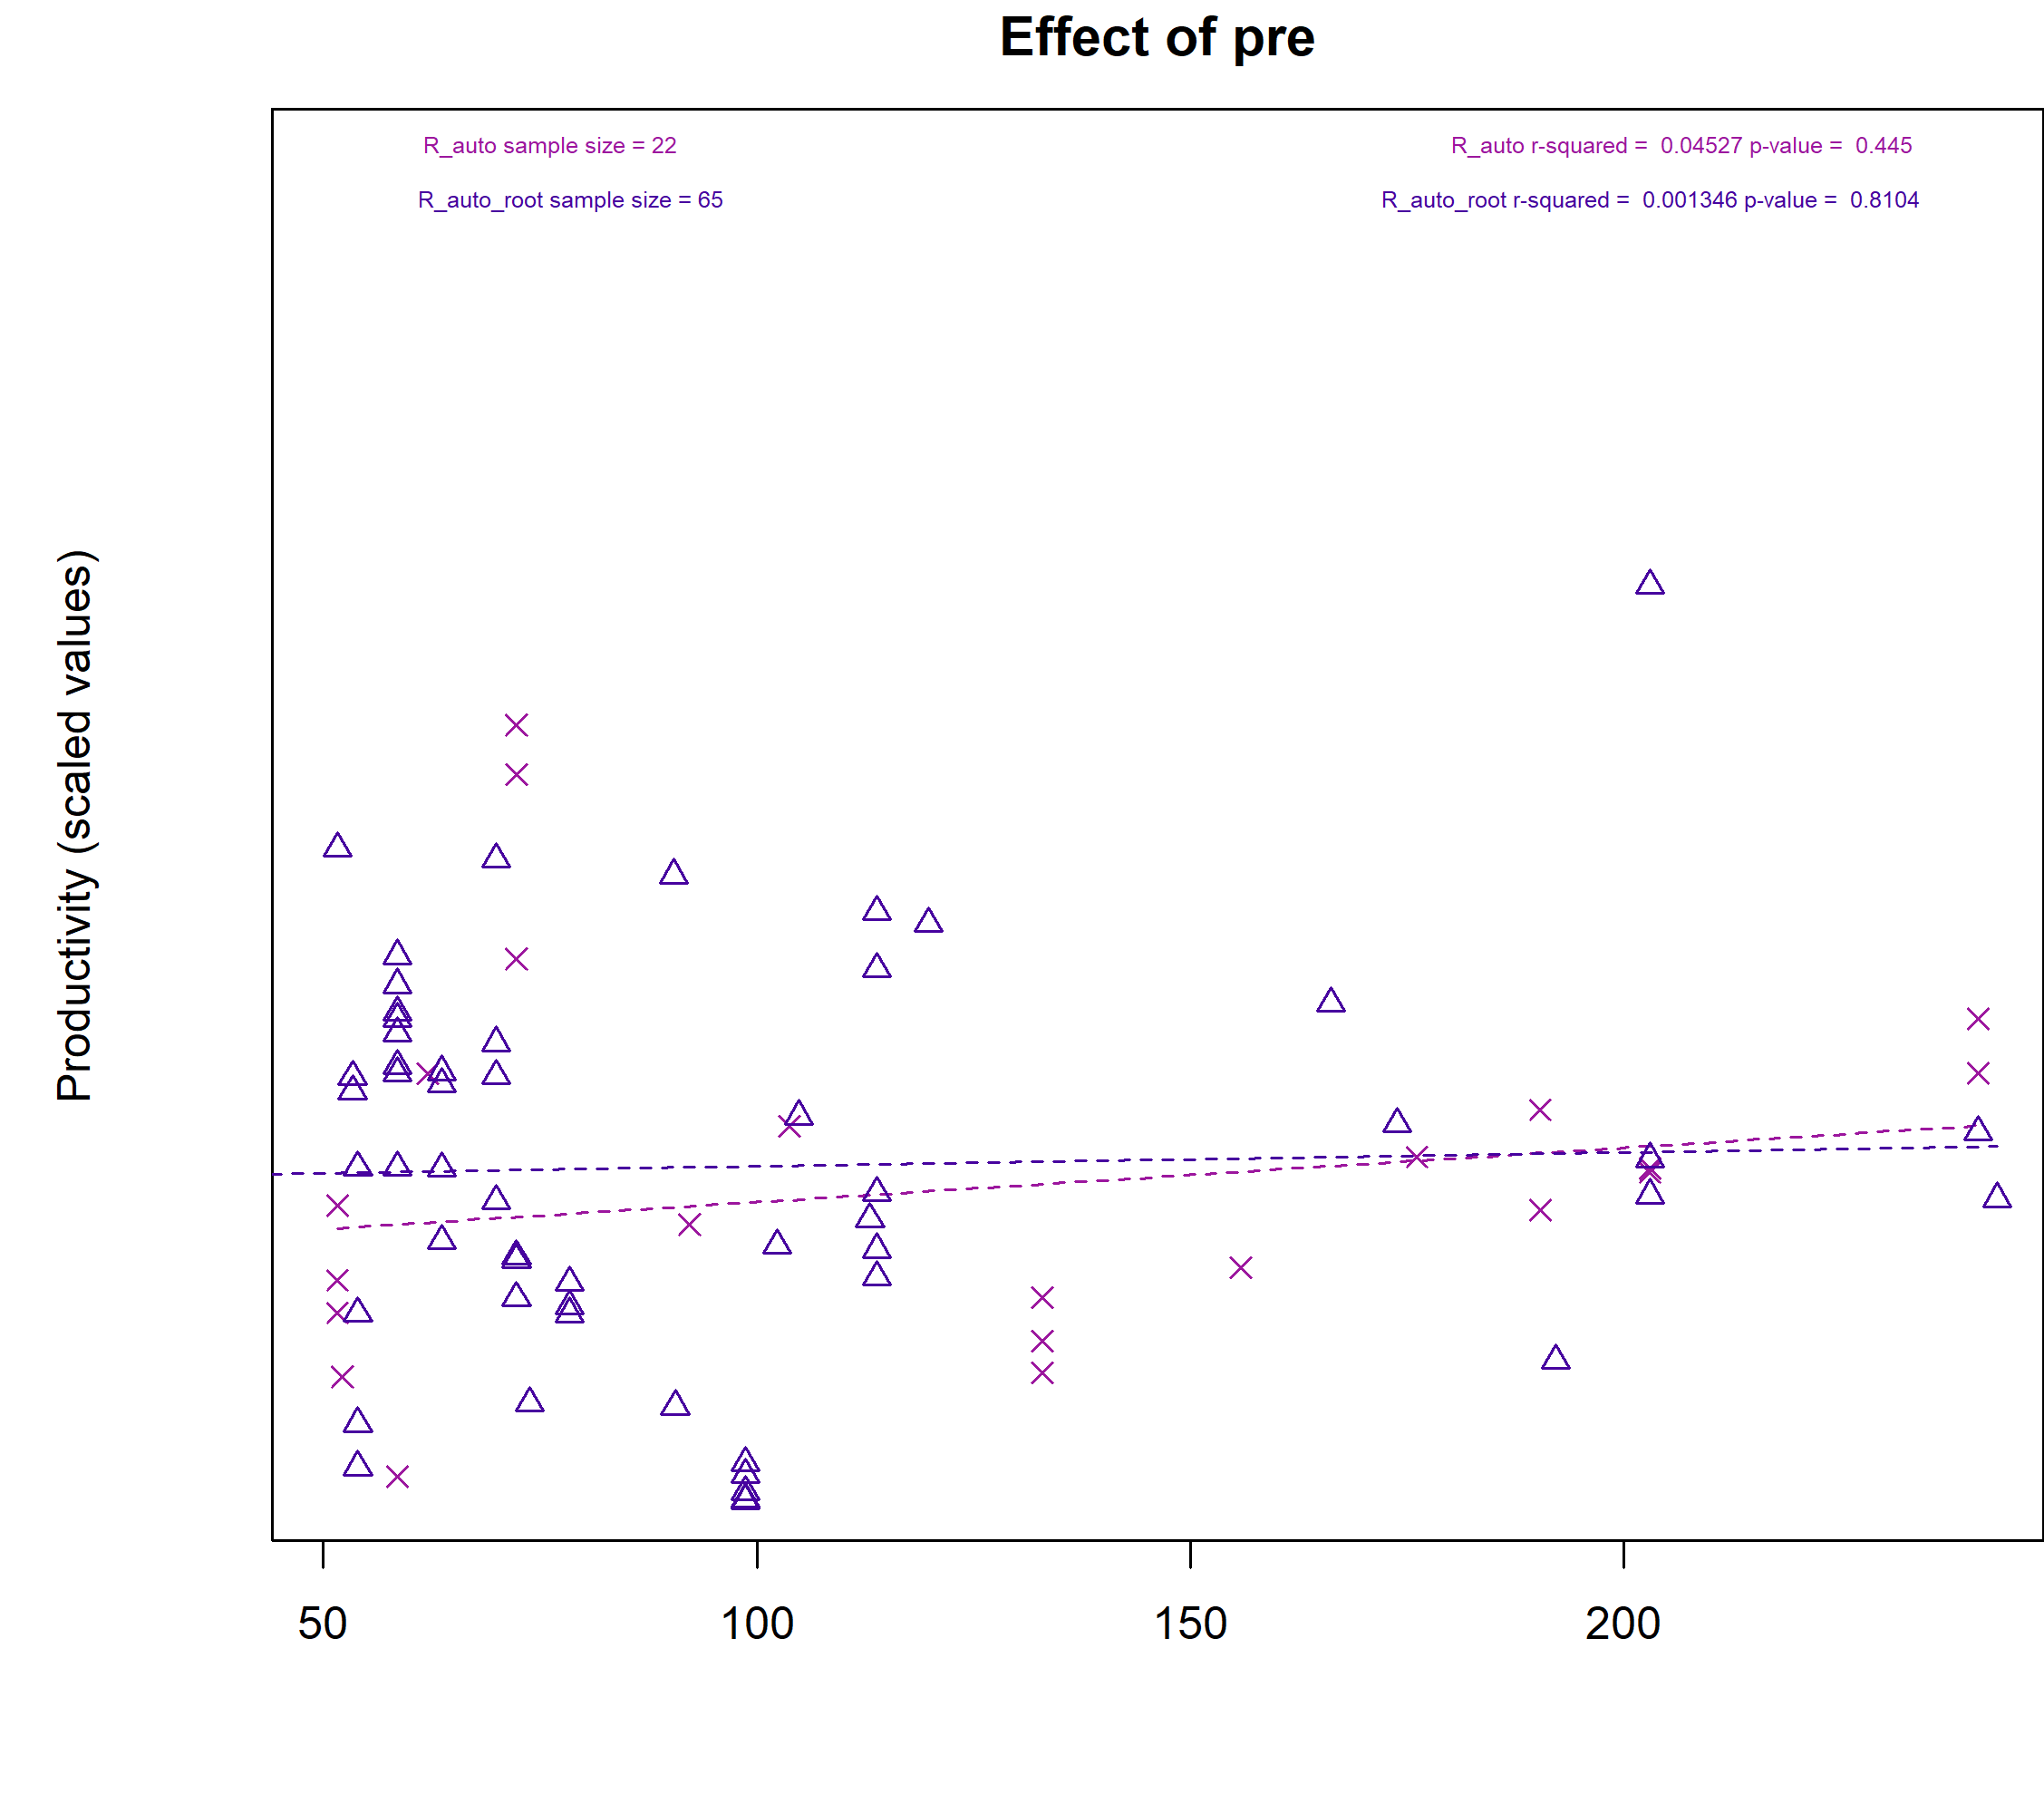 Effect of pre
R_auto sample size = 22
R_auto r-squared =  0.04527 p-value =  0.445
R_auto_root sample size = 65
R_auto_root r-squared =  0.001346 p-value =  0.8104
Productivity (scaled values)
50
100
150
200